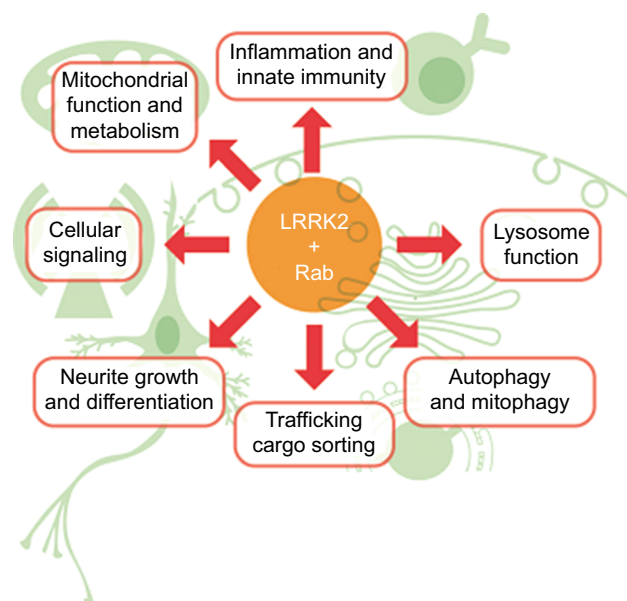 Inflammation and
innate immunity
Mitochondrial
function and
metabolism
LRRK2
+
Rab
Cellular
signaling
Lysosome
function
Neurite growth
and differentiation
Autophagy
and mitophagy
Trafficking
cargo sorting